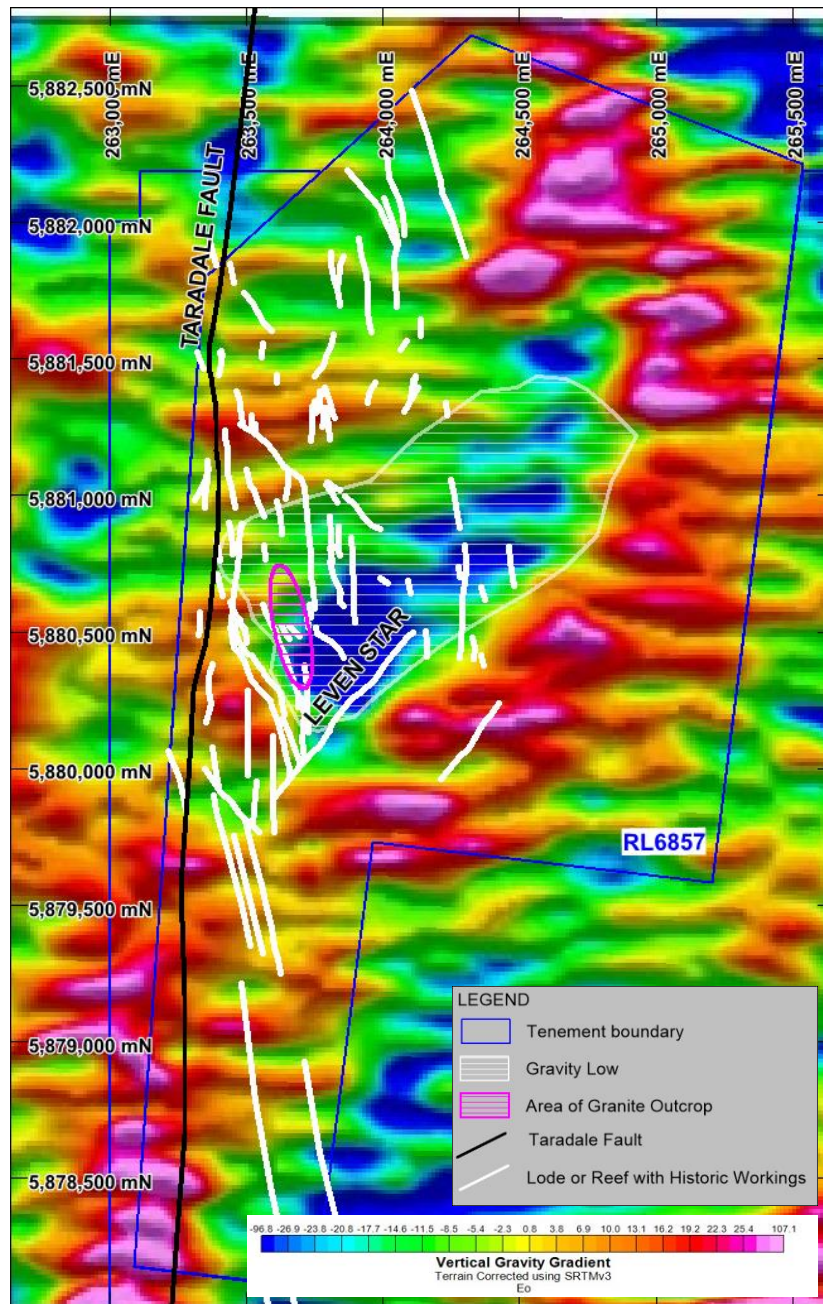 263,000 mE
263,500 mE
264,000 mE
264,500 mE
265,000 mE
265,500 mE
5,882,500 mN
5,882,000 mN
5,881,500 mN
5,881,000 mN
5,880,500 mN
5,880,000 mN
5,879,500 mN
5,879,000 mN
5,878,500 mN
TARADALE FAULT
LEVEN STAR
RL6857
LEGEND
Tenement boundary
Gravity Low
Area of Granite Outcrop
Taradale Fault
Lode or Reef with Historic Workings
-96.8 -26.9 -23.8 -20.8 -17.7 -14.6 -11.5 -8.5 -5.4 -2.3 0.8 3.8 6.9 10.0 13.1 16.2 19.2 22.3 25.4 107.1
Vertical Gravity Gradient
Terrain Corrected using SRTMv3
Eo